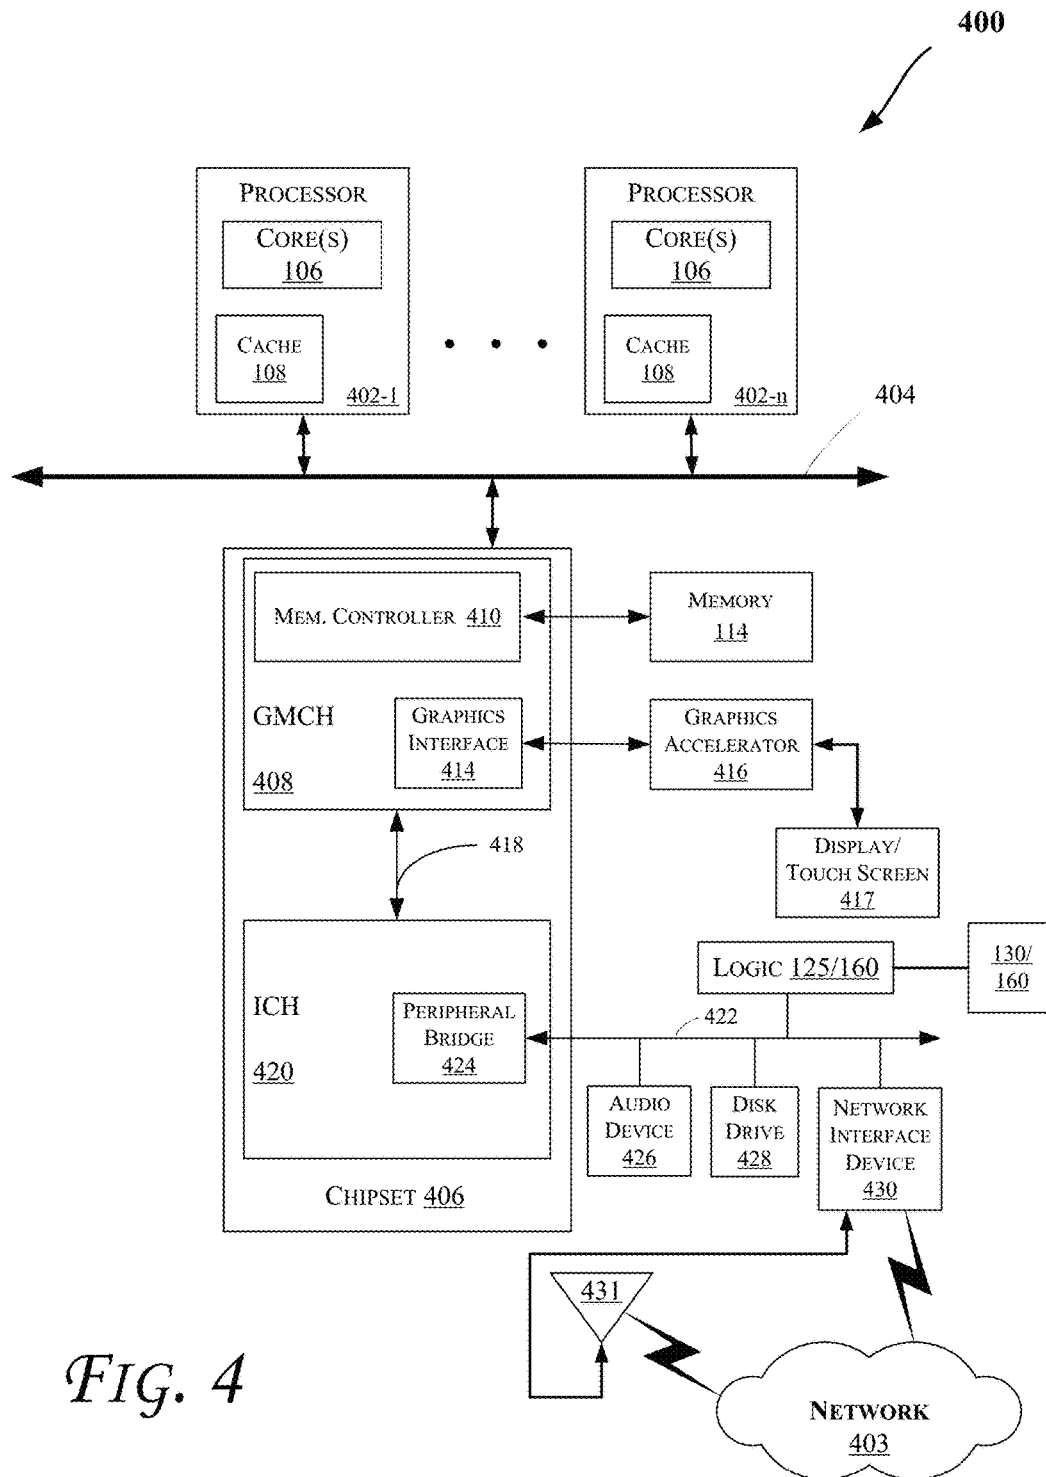 400
PROCESSOR
CORE(S)
106
CACHE
108
402-1
• • •
PROCESSOR
CORE(S)
106
CACHE
108
402-n
404
MEM. CONTROLLER 410
MEMORY
114
GMCH
408
GRAPHICS
INTERFACE
414
GRAPHICS
ACCELERATOR
416
418
DISPLAY/
TOUCH SCREEN
417
LOGIC 125/160
130/
160
ICH
420
PERIPHERAL
BRIDGE
424
422
AUDIO
DEVICE
426
DISK
DRIVE
428
NETWORK
INTERFACE
DEVICE
430
CHIPSET 406
431
NETWORK
403
FIG. 4